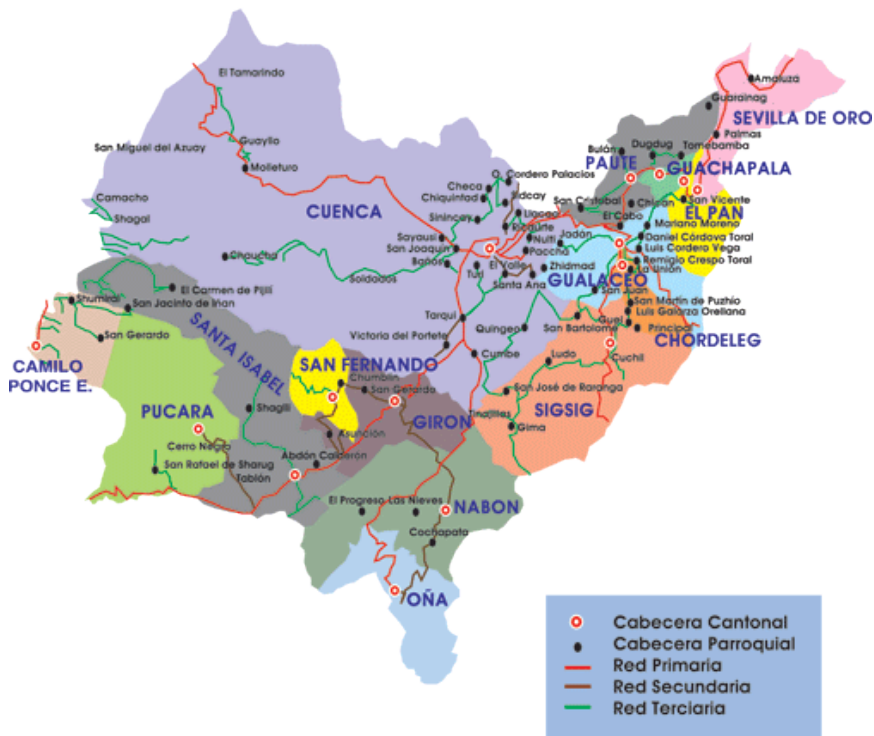 El Tamarindo
Amaluza
Guarainag
SEVILLA DE ORO
Palmas
San Miguel del Azuay
Guayllo
Molleturo
Bulán
Dugdug
Tomebamba
PAUTE
GUACHAPALA
O. Cordero Palacios
Checa
Chiquintad
Sidcay
San Cristobal
Chican
San Vicente
EL PAN
Camacho
Shagal
CUENCA
Sinincay
Llacao
Ricaurte
El Cabo
Mariano Moreno
Sayausi
San Joaquin
Nulti
Jadón
Daniel Córdova Toral
Luis Cordero Vega
Chaucha
Baños
Paccha
El Valle
Turi
Zhidmad
GUALACEO
Remigio Crespo Toral
La Unión
Soldados
Santa Ana
El Carmen de Pijilí
San Juan
Shumiral
San Jacinto de Iñan
San Martín de Puzhío
Luis Galarza Orellana
Tarqui
Quingeo
San Bartolome
Guel
Principal
CHORDELEG
San Gerardo
SANTA ISABEL
Victoria del Portete
Cumbe
Ludo
Cuchil
CAMILO
PONCE E.
SAN FERNANDO
Chumblin
San Gerardo
San José de Raranga
SIGSIG
PUCARA
Shaglli
GIRON
Tinajillas
Gima
Cerro Negro
Asunción
Abdón Calderón
San Rafael de Sharug
Tablón
El Progreso
Las Nieves
NABON
Cochapata
OÑA
Cabecera Cantonal
Cabecera Parroquial
Red Primaria
Red Secundaria
Red Terciaria